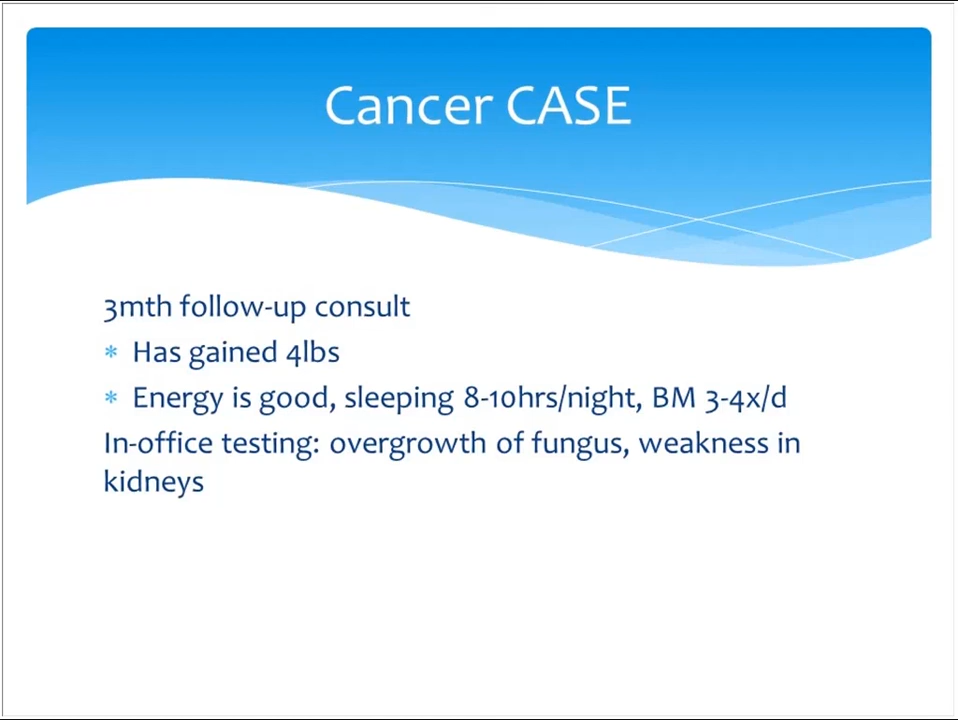 Cancer CASE
3mth follow-up consult
* Has gained 4lbs
* Energy is good, sleeping 8-10hrs/night, BM 3-4x/d
In-office testing: overgrowth of fungus, weakness in
kidneys